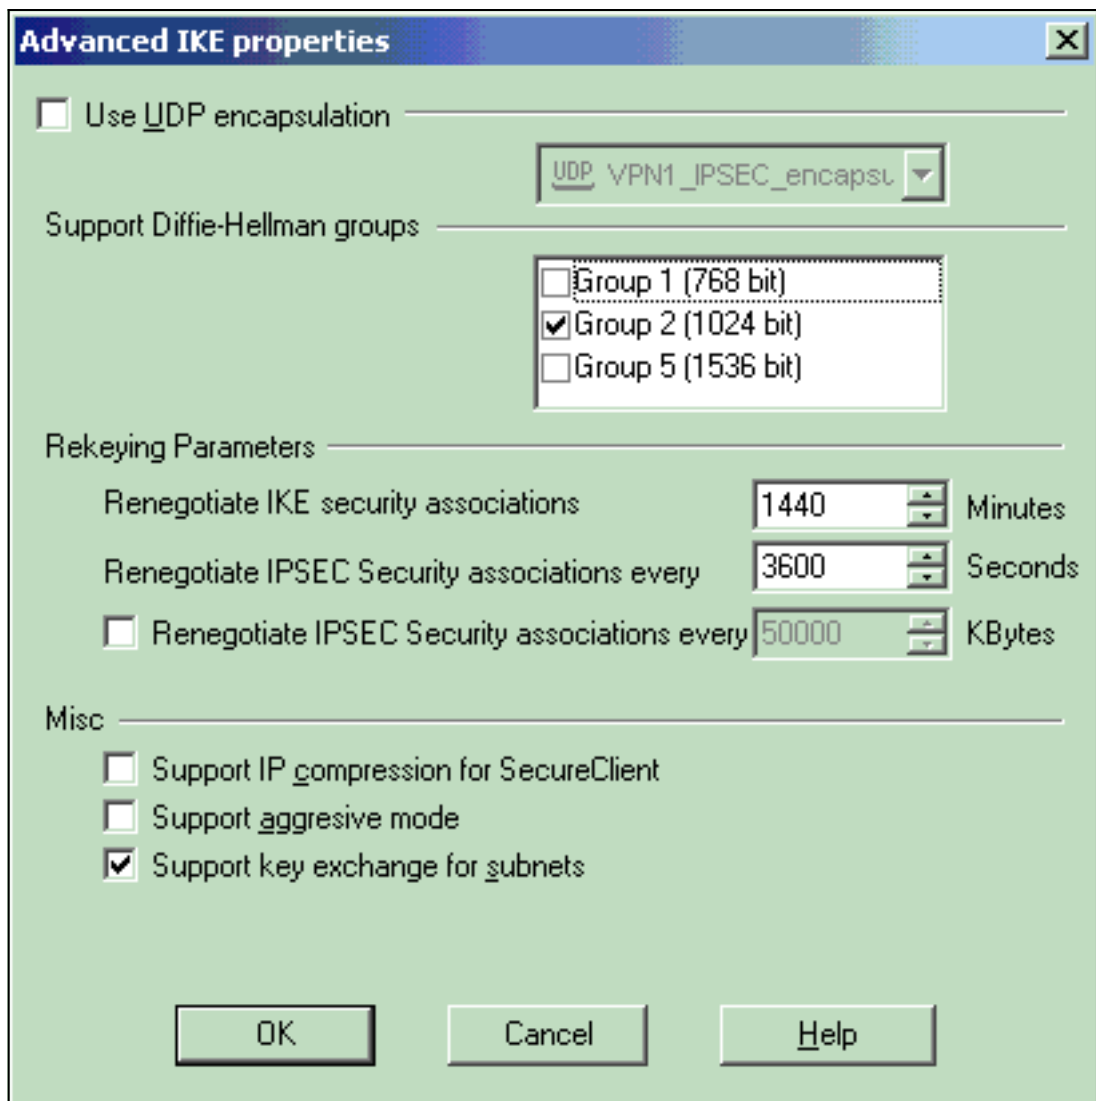 Advanced IKE properties
Use UDP encapsulation
UDP VPN1_IPSEC_encapsu
Support Diffie-Hellman groups
Group 1 (768 bit)
Group 2 (1024 bit)
Group 5 (1536 bit)
Rekeying Parameters
Renegotiate IKE security associations 1440 Minutes
Renegotiate IPSEC Security associations every 3600 Seconds
Renegotiate IPSEC Security associations every 50000 KBytes
Misc
Support IP compression for SecureClient
Support aggresive mode
Support key exchange for subnets
OK Cancel Help